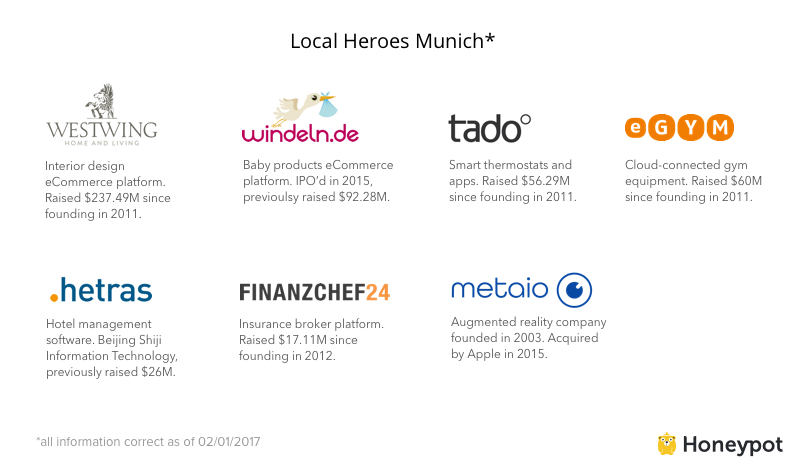 Local Heroes Munich*
WESTWING
HOME AND LIVING
Interior design
eCommerce platform.
Raised $237.49M since
founding in 2011.
windeln.de
Baby products eCommerce
platform. IPO’d in 2015,
previoulsy raised $92.28M.
tado°
Smart thermostats and
apps. Raised $56.29M
since founding in 2011.
eGYM
Cloud-connected gym
equipment. Raised $60M
since founding in 2011.
.hetras
Hotel management
software. Beijing Shiji
Information Technology,
previously raised $26M.
FINANZCHEF24
Insurance broker platform.
Raised $17.11M since
founding in 2012.
metaio
Augmented reality company
founded in 2003. Acquired
by Apple in 2015.
*all information correct as of 02/01/2017
Honeypot